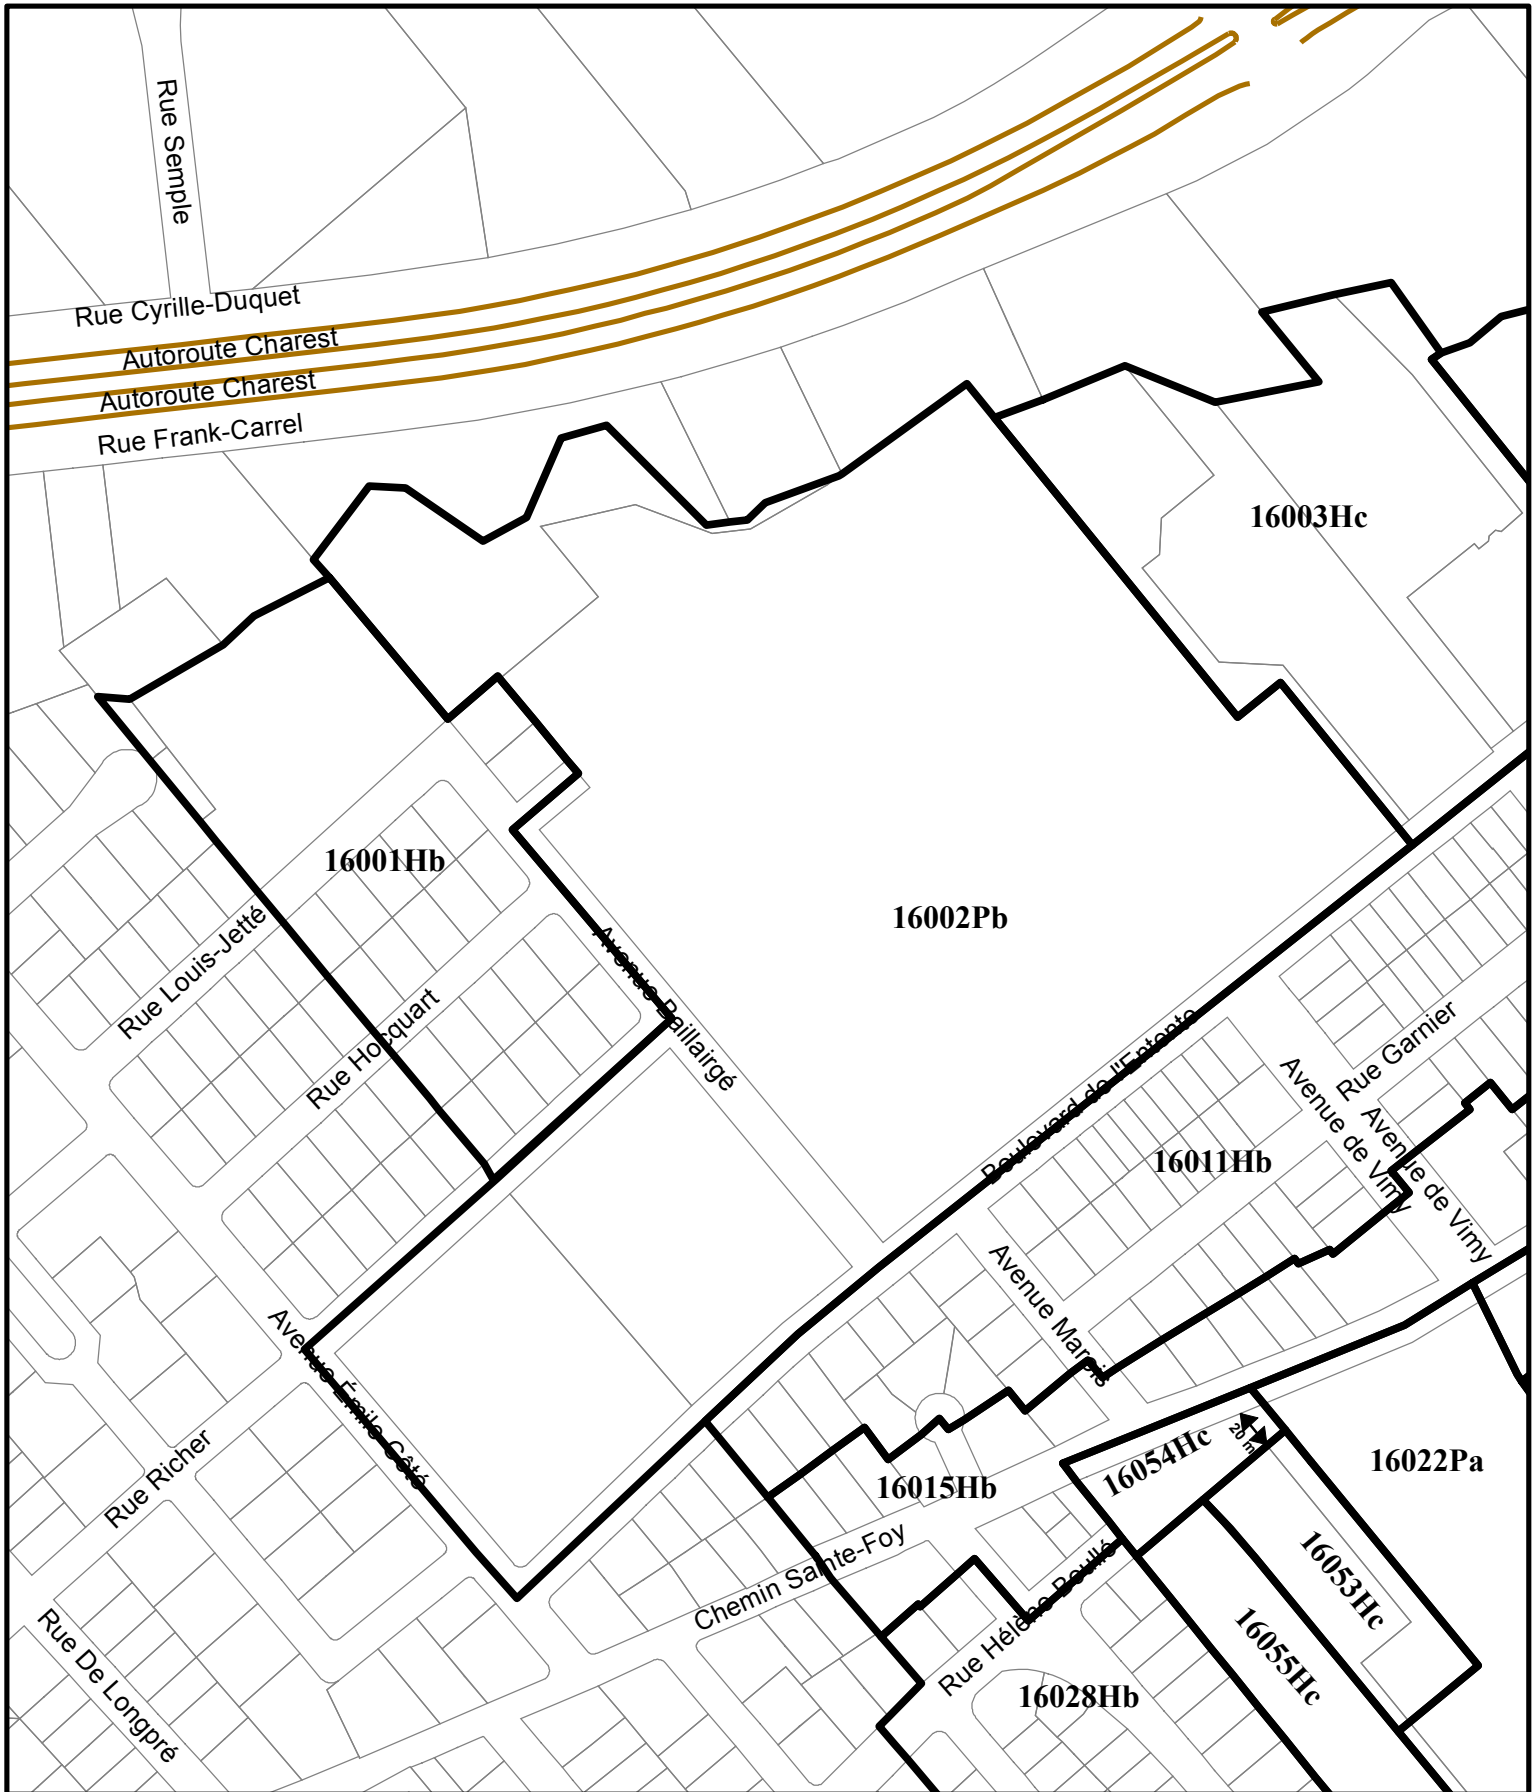 Rue Semple
Rue Cyrille-Duquet
Autoroute Charest
Autoroute Charest
Rue Frank-Carrel
16003Hc
16001Hb
16002Pb
Rue Louis-Jetté
Rue Hocquart
Avenue Baillairgé
Boulevard de l'Entente
Rue Garnier
Avenue de Vimy
Avenue de Vimy
16011Hb
Avenue Marois
Avenue Émile-Côté
Rue Richer
16015Hb
16054Hc
20 m
16022Pa
Chemin Sainte-Foy
16053Hc
Rue Hélène-Boullé
16055Hc
Rue De Longpré
16028Hb